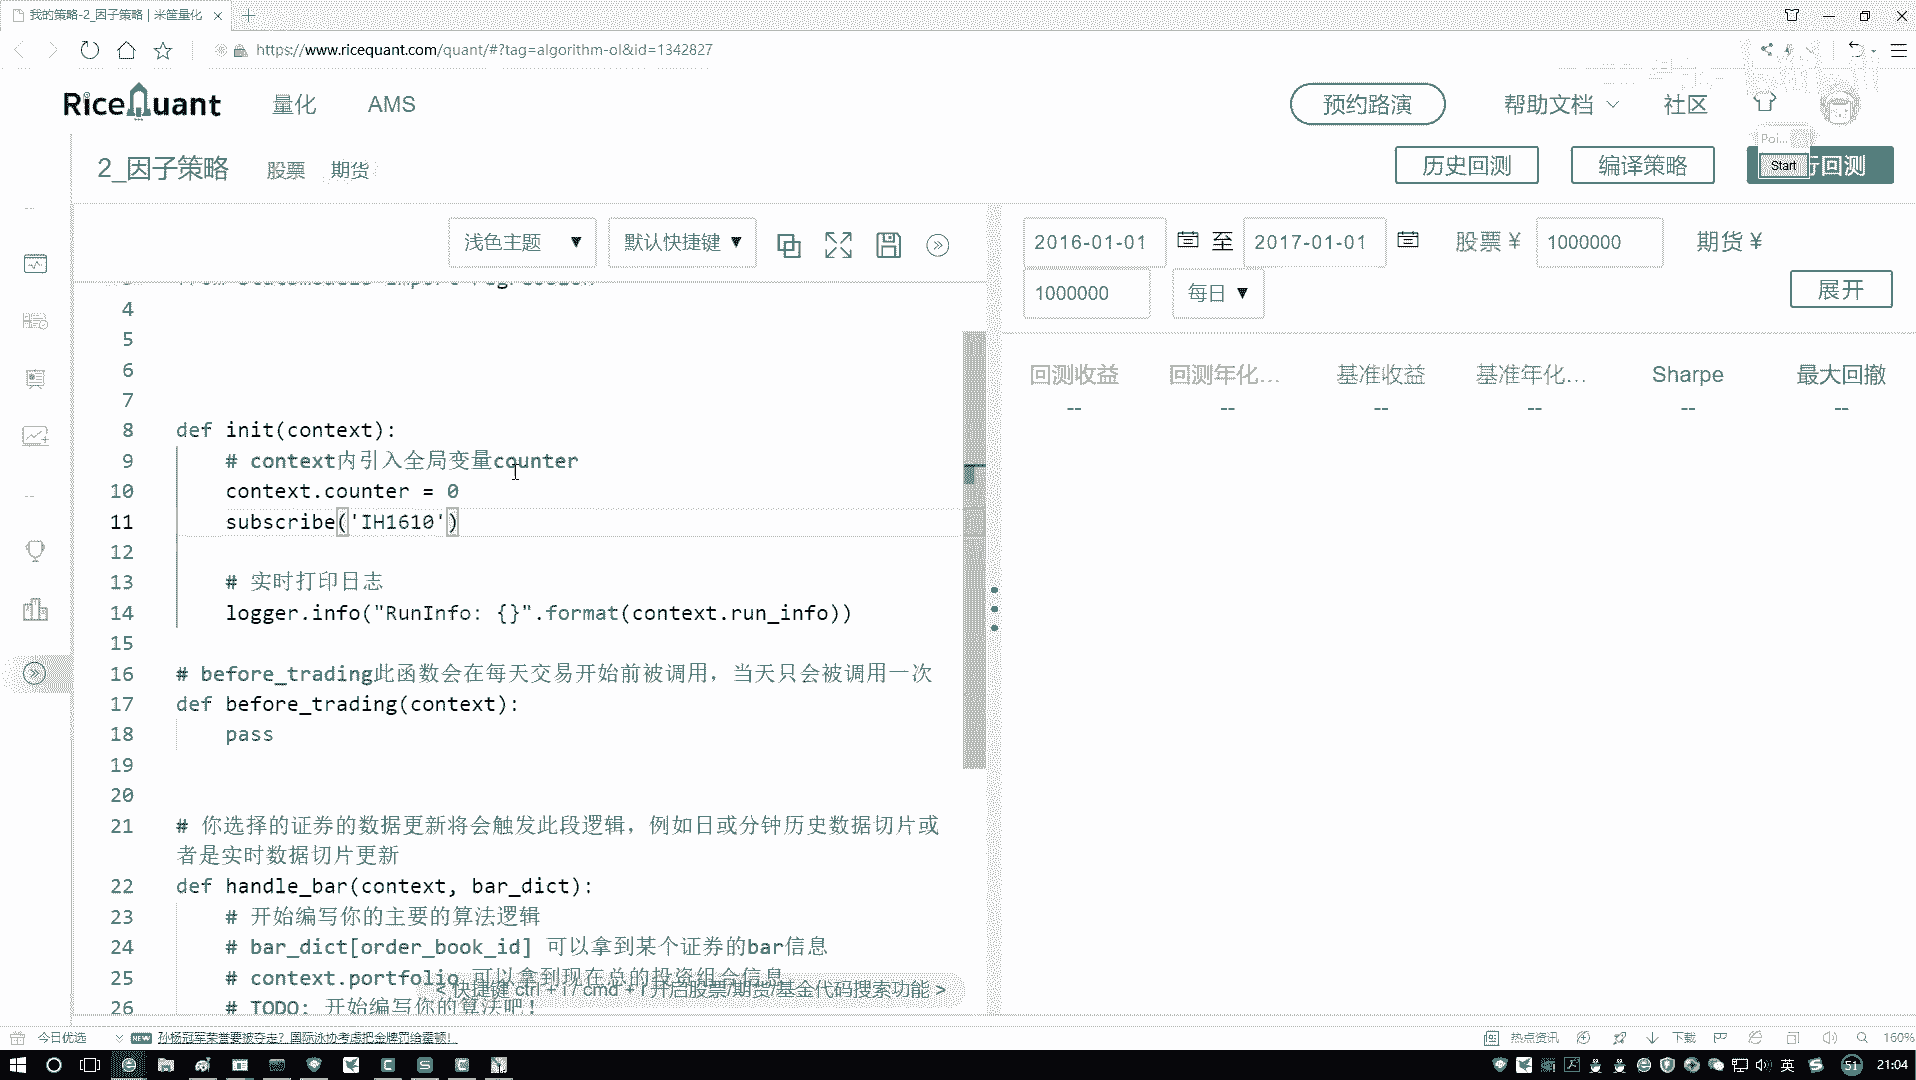 我的策略-2_因子策略 | 米筐量化
https://www.ricequant.com/quant/#?tag=algorithm-ol&id=1342827
RiceQuant 量化 AMS 预约路演 帮助文档 社区
Poi...
2_因子策略 股票 期货 历史回测 编译策略 Start 行回测
浅色主题 ▼ 默认快捷键 ▼
2016-01-01 至 2017-01-01 股票 ¥ 1000000 期货 ¥
1000000 每日 ▼ 展开
回测收益 回测年化... 基准收益 基准年化... Sharpe 最大回撤
-- -- -- -- -- --
4
5
6
7
8 def init(context):
9 # context内引入全局变量counter
10 context.counter = 0
11 subscribe('IH1610')
12
13 # 实时打印日志
14 logger.info("RunInfo: {}".format(context.run_info))
15
16 # before_trading此函数会在每天交易开始前被调用，当天只会被调用一次
17 def before_trading(context):
18 pass
19
20
21 # 你选择的证券的数据更新将会触发此段逻辑，例如日或分钟历史数据切片或
者是实时数据切片更新
22 def handle_bar(context, bar_dict):
23 # 开始编写你的主要的算法逻辑
24 # bar_dict[order_book_id] 可以拿到某个证券的bar信息
25 # context.portfolio 可以拿到现在总的投资组合信息
< 快捷键 ctrl + i / cmd + i 开启股票/期货/基金代码搜索功能 >
26 # TODO: 开始编写你的算法吧！
今日优选 NEW 孙杨冠军荣誉要被夺走？国际泳协考虑把金牌罚给霍顿！ 热点资讯 下载 160%
英 51 21:04